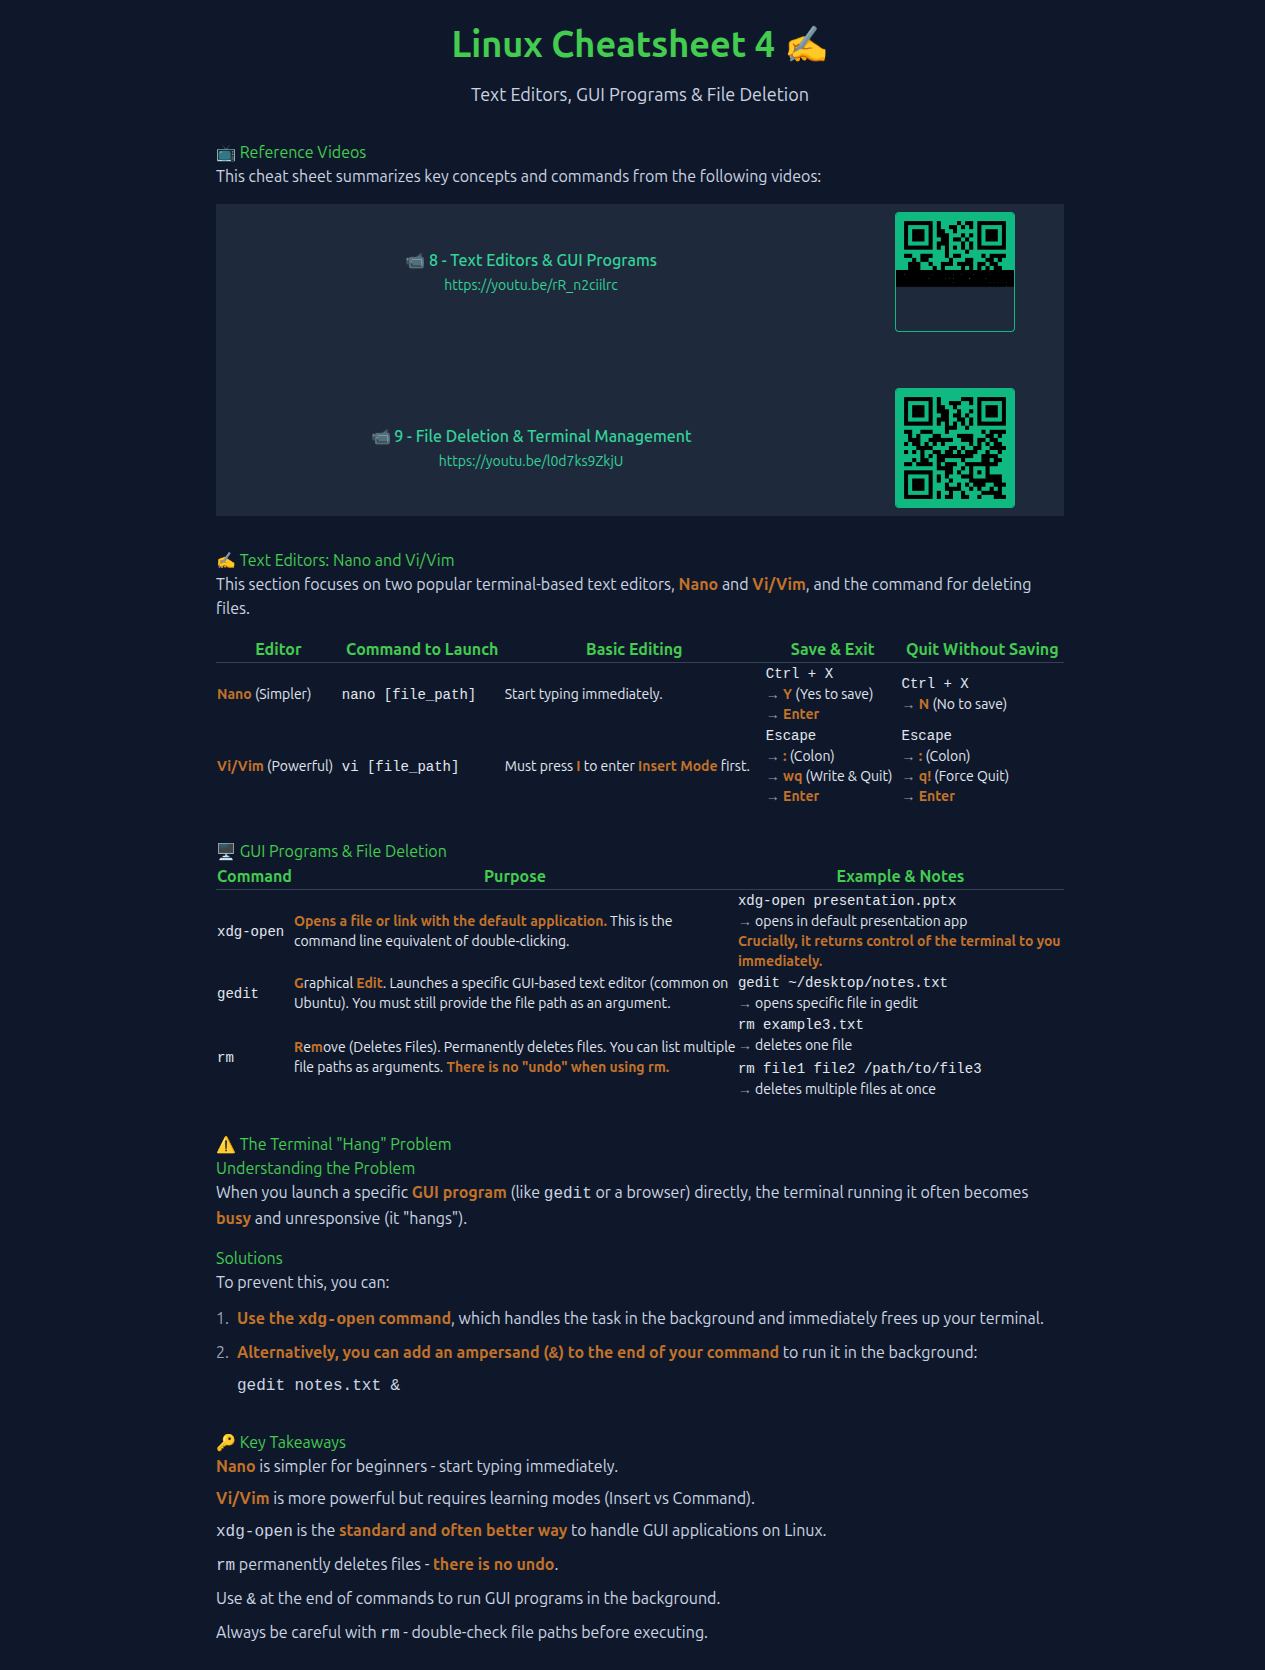 Linux Cheatsheet 4 ✍️
Text Editors, GUI Programs & File Deletion
📺 Reference Videos
This cheat sheet summarizes key concepts and commands from the following videos:
📹 8 - Text Editors & GUI Programs
https://youtu.be/rR_n2ciilrc
📹 9 - File Deletion & Terminal Management
https://youtu.be/l0d7ks9ZkjU
✍️ Text Editors: Nano and Vi/Vim
This section focuses on two popular terminal-based text editors, Nano and Vi/Vim, and the command for deleting
files.
Editor Command to Launch Basic Editing Save & Exit Quit Without Saving
Nano (Simpler) nano [file_path] Start typing immediately.
Ctrl + X
→ Y (Yes to save)
→ Enter
Ctrl + X
→ N (No to save)
Vi/Vim (Powerful) vi [file_path] Must press I to enter Insert Mode first.
Escape
→ : (Colon)
→ wq (Write & Quit)
→ Enter
Escape
→ : (Colon)
→ q! (Force Quit)
→ Enter
🖥️ GUI Programs & File Deletion
Command Purpose Example & Notes
xdg-open
Opens a file or link with the default application. This is the
command line equivalent of double-clicking.
xdg-open presentation.pptx
→ opens in default presentation app
Crucially, it returns control of the terminal to you
immediately.
gedit
Graphical Edit. Launches a specific GUI-based text editor (common on
Ubuntu). You must still provide the file path as an argument.
gedit ~/desktop/notes.txt
→ opens specific file in gedit
rm
Remove (Deletes Files). Permanently deletes files. You can list multiple
file paths as arguments. There is no "undo" when using rm.
rm example3.txt
→ deletes one file
rm file1 file2 /path/to/file3
→ deletes multiple files at once
⚠️ The Terminal "Hang" Problem
Understanding the Problem
When you launch a specific GUI program (like gedit or a browser) directly, the terminal running it often becomes
busy and unresponsive (it "hangs").
Solutions
To prevent this, you can:
1. Use the xdg-open command, which handles the task in the background and immediately frees up your terminal.
2. Alternatively, you can add an ampersand (&) to the end of your command to run it in the background:
gedit notes.txt &
🔑 Key Takeaways
Nano is simpler for beginners - start typing immediately.
Vi/Vim is more powerful but requires learning modes (Insert vs Command).
xdg-open is the standard and often better way to handle GUI applications on Linux.
rm permanently deletes files - there is no undo.
Use & at the end of commands to run GUI programs in the background.
Always be careful with rm - double-check file paths before executing.